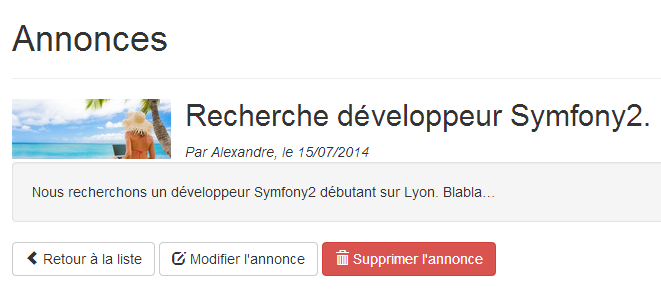 Annonces
Recherche développeur Symfony2.
Par Alexandre, le 15/07/2014
Nous recherchons un développeur Symfony2 débutant sur Lyon. Blabla…
Retour à la liste
Modifier l'annonce
Supprimer l'annonce